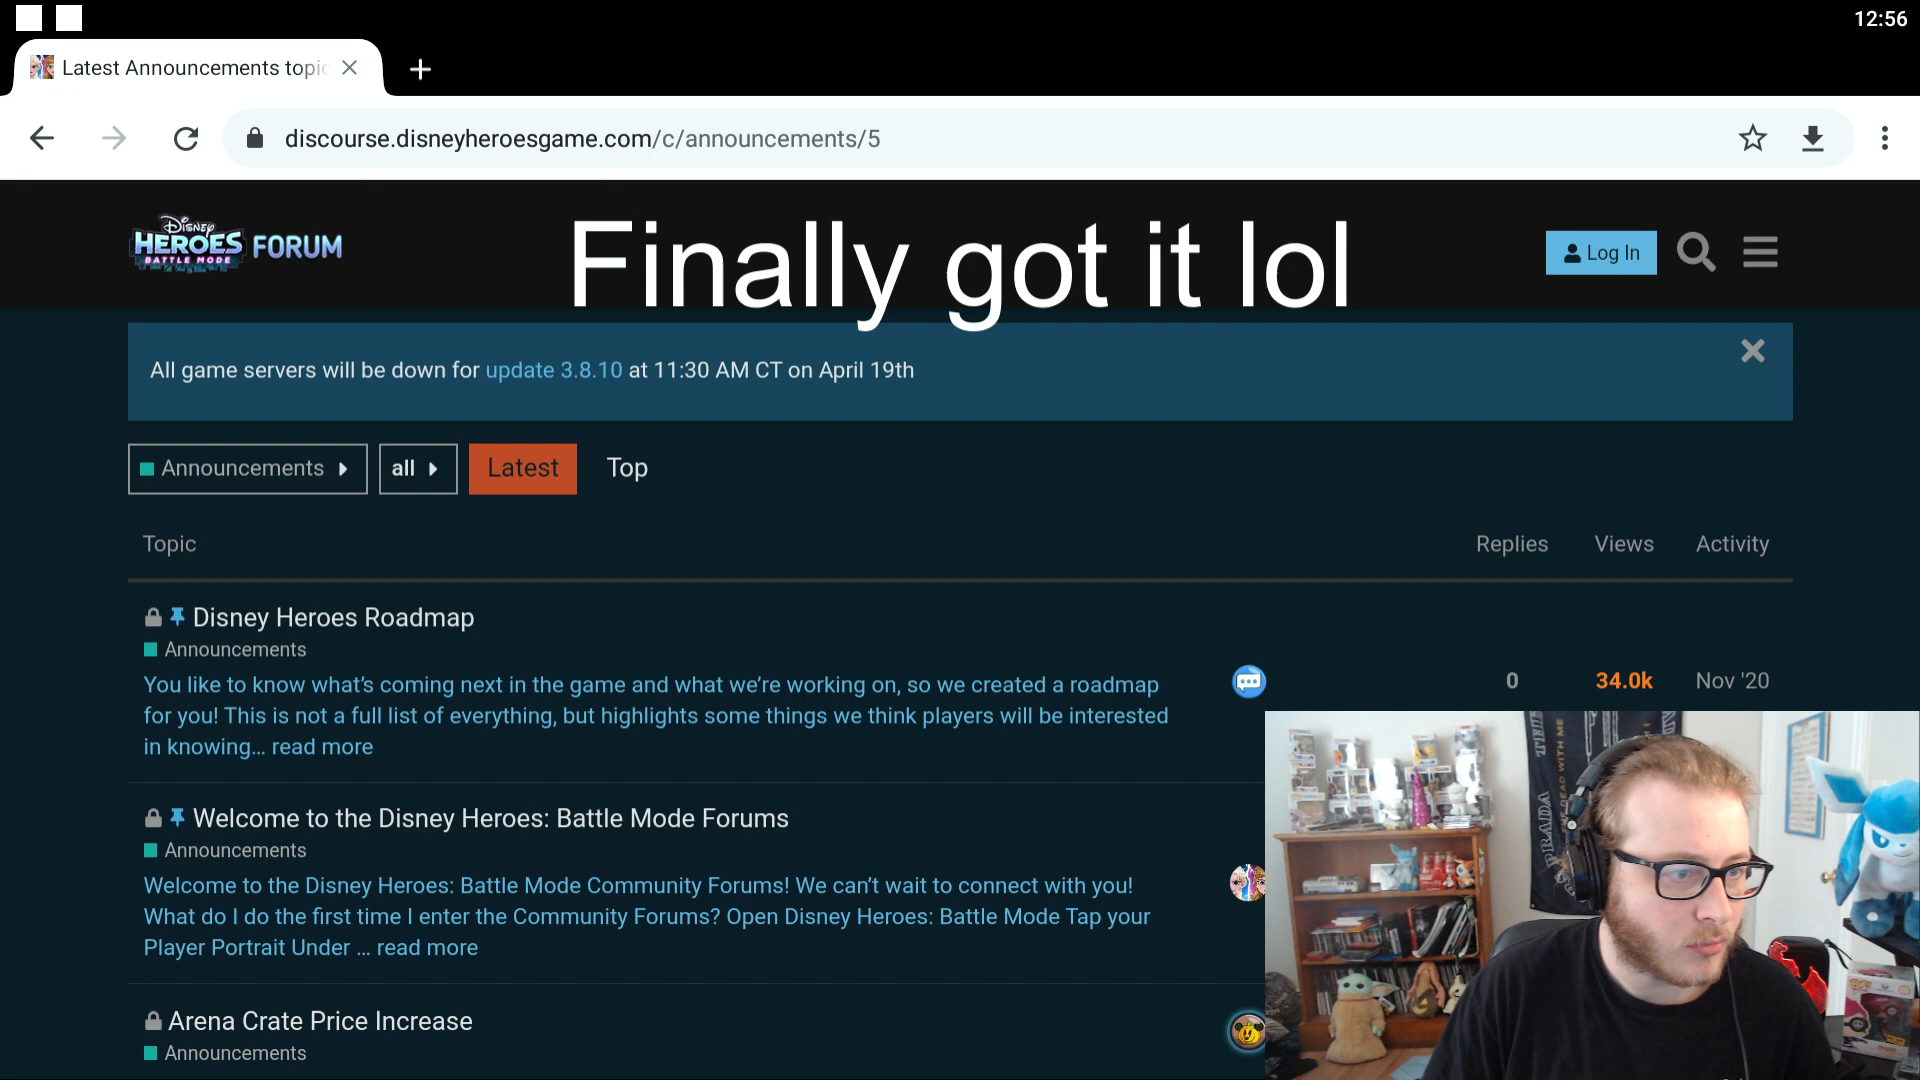 12:56
Latest Announcements topic
discourse.disneyheroesgame.com/c/announcements/5
Disney
HEROES
BATTLE MODE
FORUM
Finally got it lol
Log In
All game servers will be down for update 3.8.10 at 11:30 AM CT on April 19th
Announcements
all
Latest
Top
Topic
Replies
Views
Activity
Disney Heroes Roadmap
Announcements
You like to know what’s coming next in the game and what we’re working on, so we created a roadmap
for you! This is not a full list of everything, but highlights some things we think players will be interested
in knowing… read more
0
34.0k
Nov '20
Welcome to the Disney Heroes: Battle Mode Forums
Announcements
Welcome to the Disney Heroes: Battle Mode Community Forums! We can’t wait to connect with you!
What do I do the first time I enter the Community Forums? Open Disney Heroes: Battle Mode Tap your
Player Portrait Under … read more
Arena Crate Price Increase
Announcements
PRADA
DEAD WITH ME